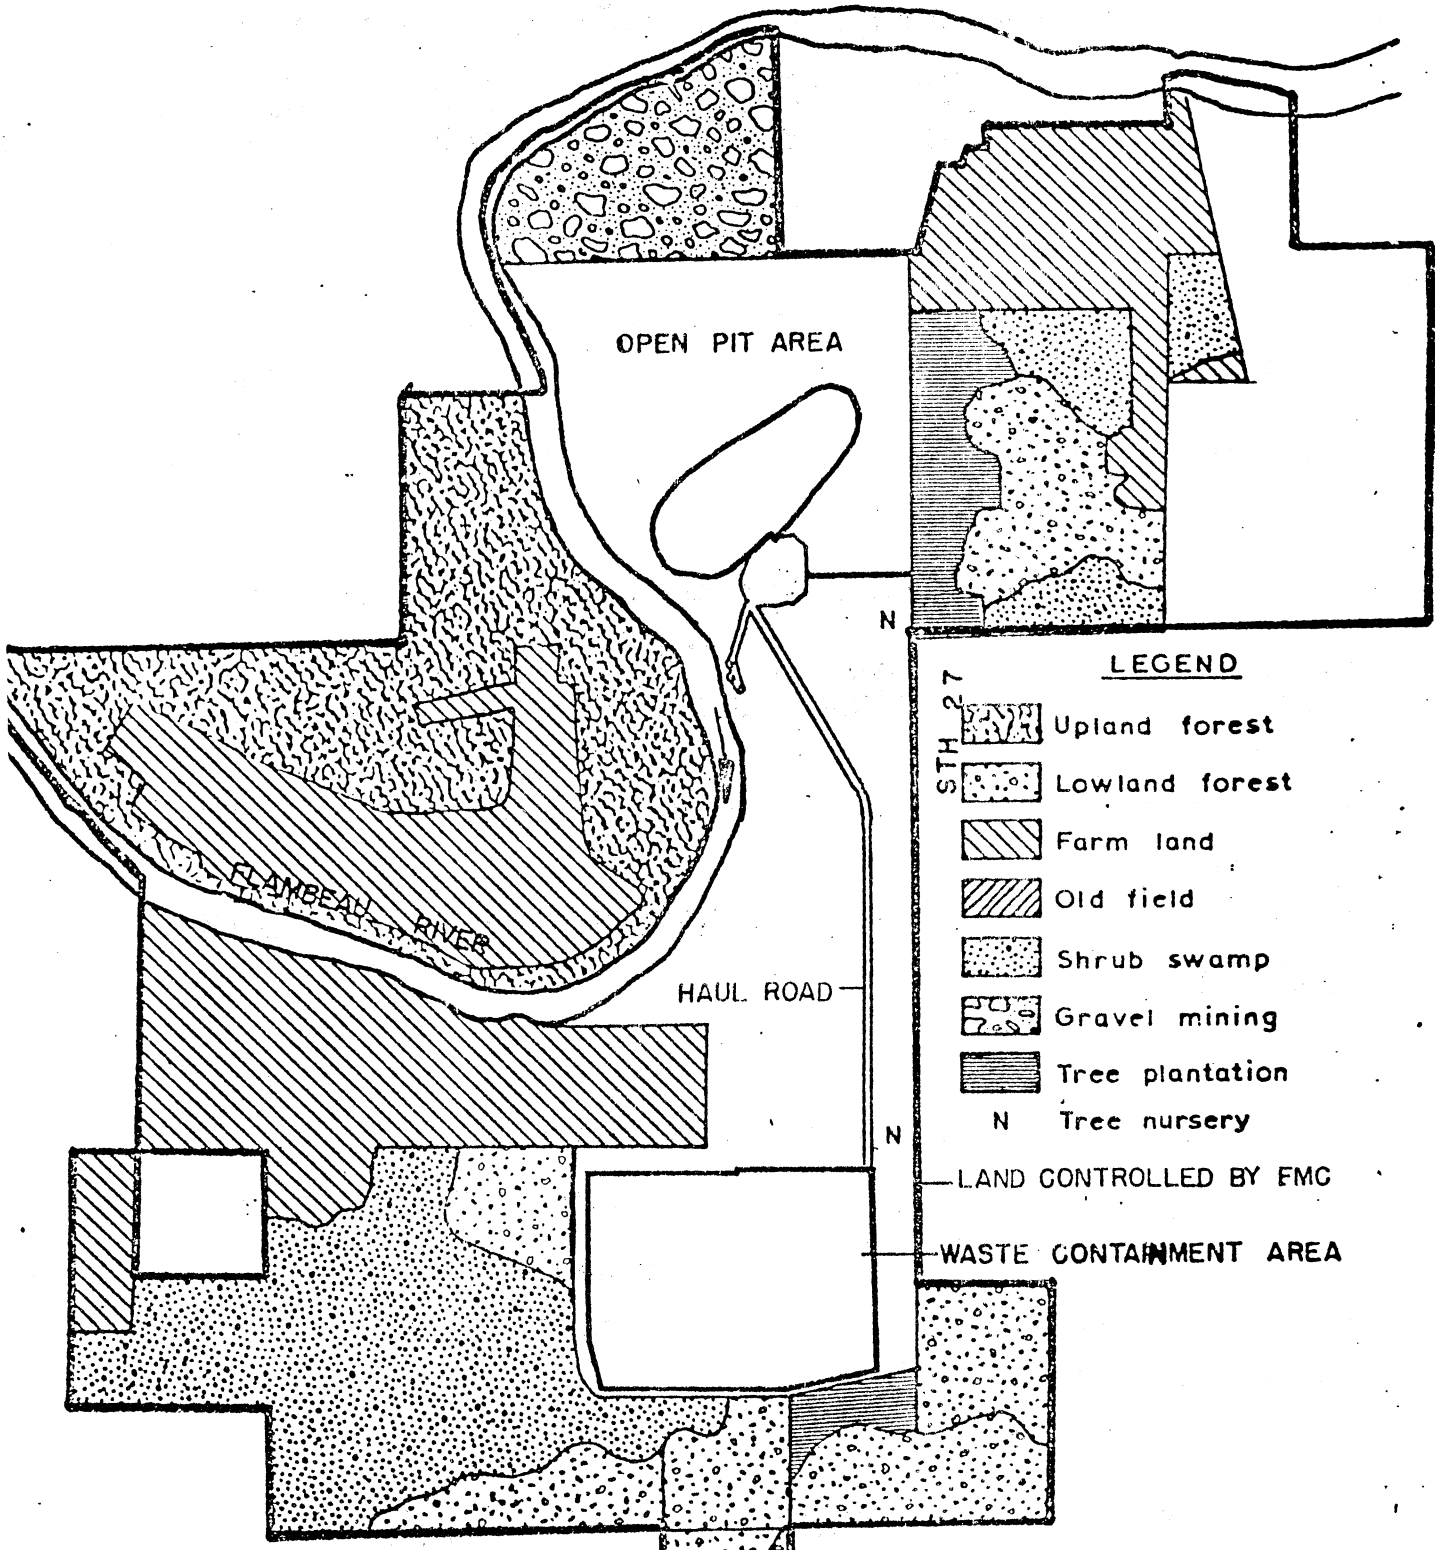 OPEN PIT AREA
N
STH 27
LEGEND
Upland forest
Lowland forest
Farm land
Old field
Shrub swamp
Gravel mining
Tree plantation
N Tree nursery
FLAMBEAU RIVER
HAUL ROAD
N
LAND CONTROLLED BY FMC
WASTE CONTAINMENT AREA